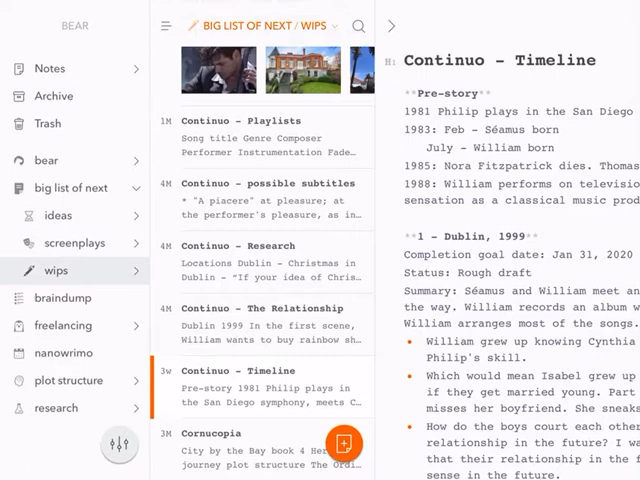 BEAR
Notes
Archive
Trash
bear
big list of next
ideas
screenplays
wips
braindump
freelancing
nanowrimo
plot structure
research
BIG LIST OF NEXT / WIPS
1M Continuo - Playlists
Song title Genre Composer
Performer Instrumentation Fade…
4M Continuo - possible subtitles
* "A piacere" at pleasure; at
the performer's pleasure, as in…
4M Continuo - Research
Locations Dublin - Christmas in
Dublin - "If your idea of Chris…
4M Continuo - The Relationship
Dublin 1999 In the first scene,
William wants to buy rainbow sh…
3w Continuo - Timeline
Pre-story 1981 Philip plays in
the San Diego symphony, meets C…
3M Cornucopia
City by the Bay book 4 Her
journey plot structure The Ordi
H1 Continuo - Timeline
**Pre-story**
1981 Philip plays in the San Diego
1983: Feb - Séamus born
July - William born
1985: Nora Fitzpatrick dies. Thomas
1988: William performs on televisio
sensation as a classical music prod
**1 - Dublin, 1999**
Completion goal date: Jan 31, 2020
Status: Rough draft
Summary: Séamus and William meet an
the way. William records an album w
William arranges most of the songs.
• William grew up knowing Cynthia
Philip's skill.
• Which would mean Isabel grew up
if they get married young. Part
misses her boyfriend. She sneaks
• How do the boys court each other
relationship in the future? I wa
that their relationship in the f
sense in the future.